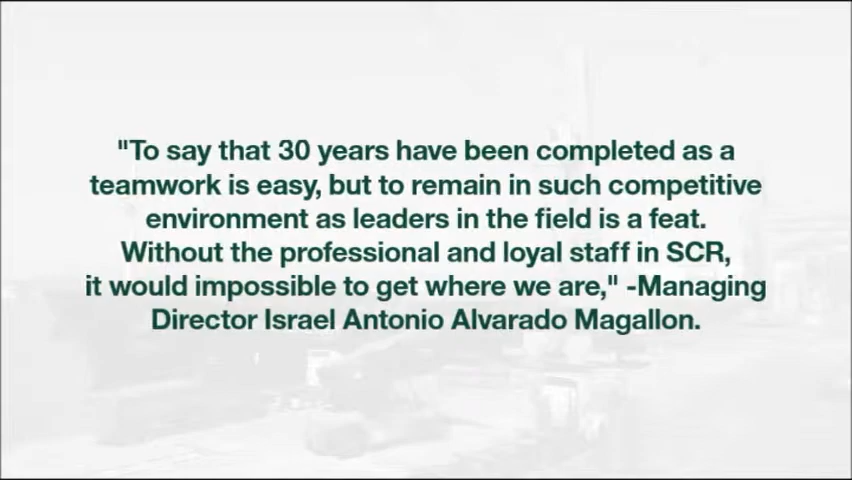 "To say that 30 years have been completed as a
teamwork is easy, but to remain in such competitive
environment as leaders in the field is a feat.
Without the professional and loyal staff in SCR,
it would impossible to get where we are," -Managing
Director Israel Antonio Alvarado Magallon.